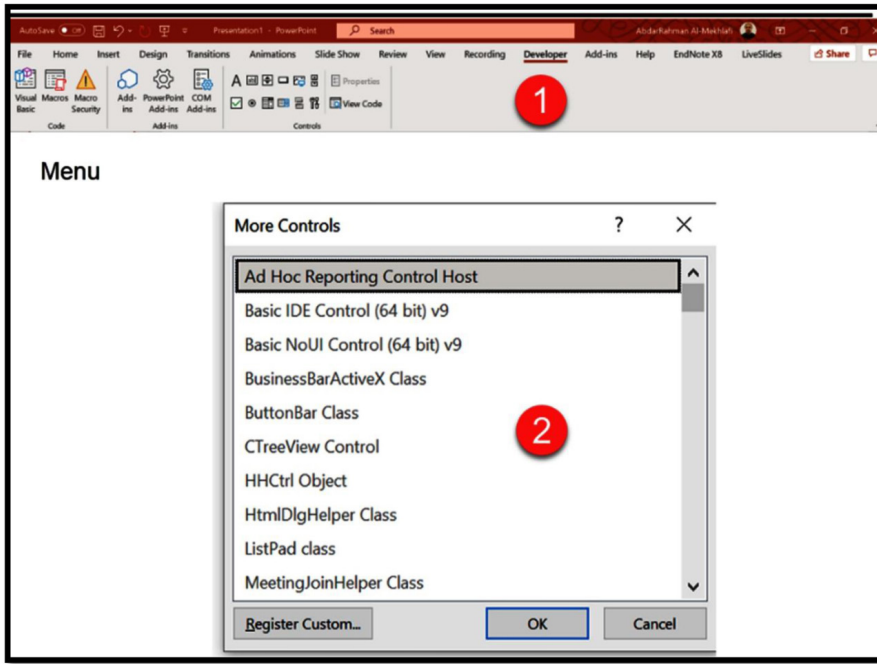 AutoSave Off Presentation1 - PowerPoint Search AbdarRahman Al-Mekhlafi
File Home Insert Design Transitions Animations Slide Show Review View Recording Developer Add-ins Help EndNote X8 LiveSlides Share
Visual Basic Macros Macro Security Add-ins PowerPoint Add-ins COM Add-ins A Properties View Code
Code Add-ins Controls
1
Menu
More Controls ?
Ad Hoc Reporting Control Host
Basic IDE Control (64 bit) v9
Basic NoUI Control (64 bit) v9
BusinessBarActiveX Class
ButtonBar Class
CTreeView Control
2
HHCtrl Object
HtmlDlgHelper Class
ListPad class
MeetingJoinHelper Class
Register Custom... OK Cancel